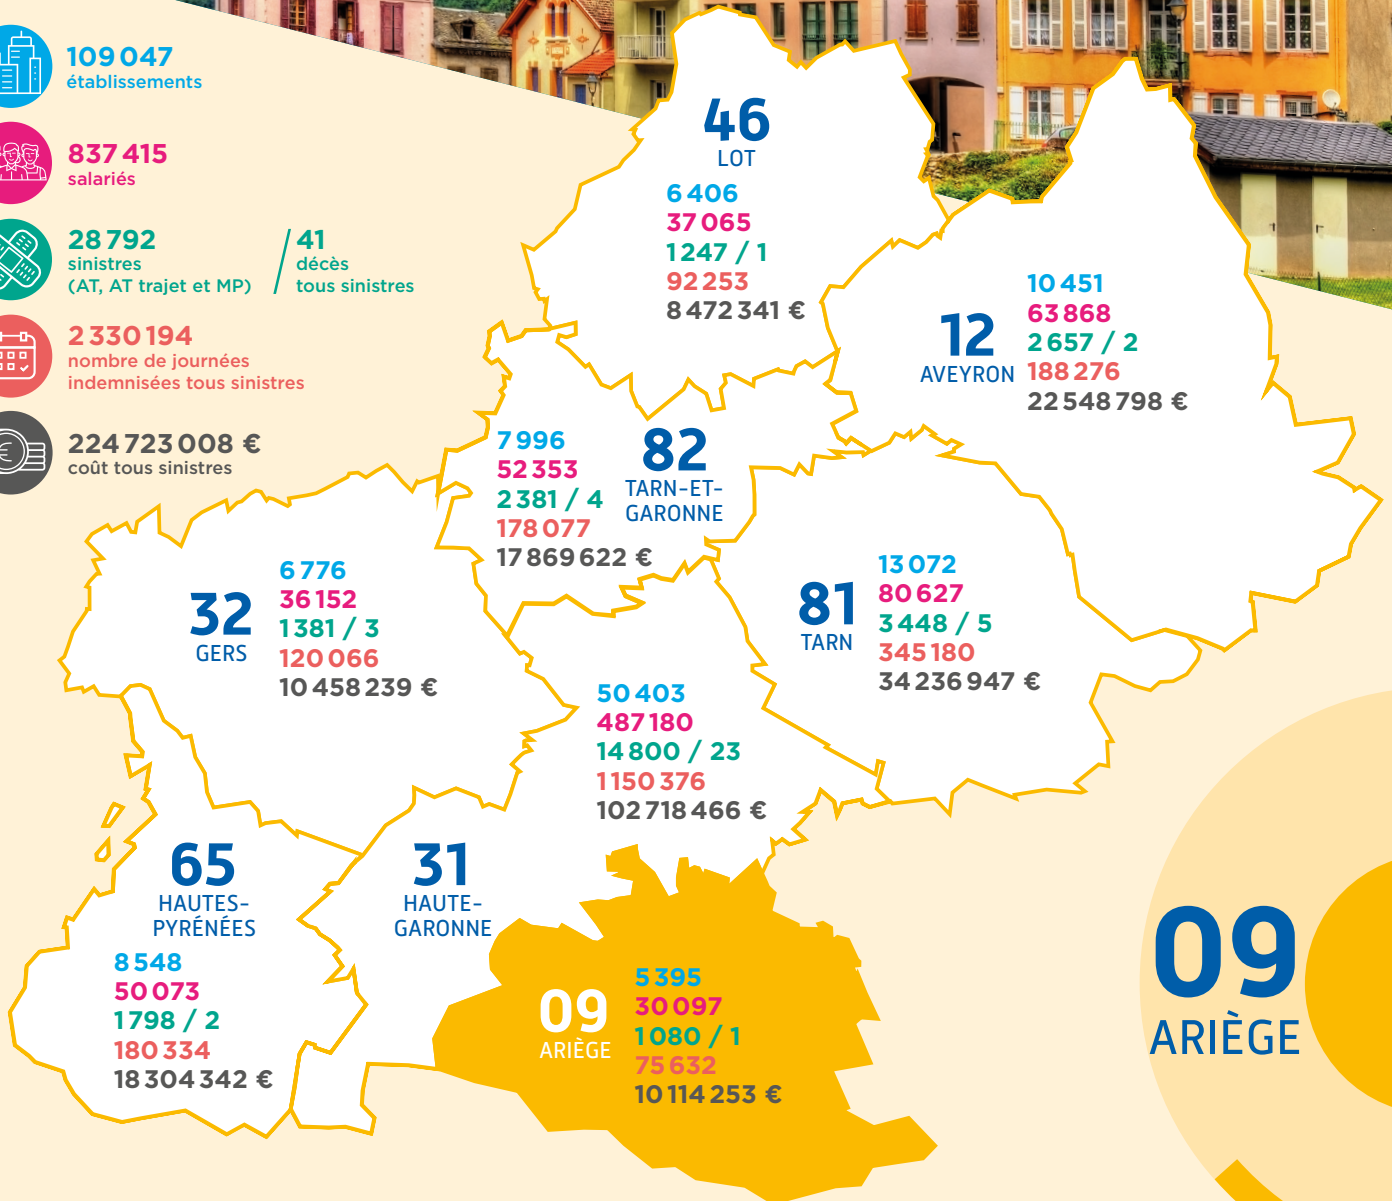 109 047
établissements
837 415
salariés
28 792
sinistres
(AT, AT trajet et MP)
41
décès
tous sinistres
2 330 194
nombre de journées
indemnisées tous sinistres
224 723 008 €
coût tous sinistres
46
LOT
6 406
37 065
1 247 / 1
92 253
8 472 341 €
12
AVEYRON
10 451
63 868
2 657 / 2
188 276
22 548 798 €
7 996
52 353
2 381 / 4
178 077
17 869 622 €
82
TARN-ET-
GARONNE
32
GERS
6 776
36 152
1 381 / 3
120 066
10 458 239 €
81
TARN
13 072
80 627
3 448 / 5
345 180
34 236 947 €
50 403
487 180
14 800 / 23
1 150 376
102 718 466 €
31
HAUTE-
GARONNE
65
HAUTES-
PYRÉNÉES
8 548
50 073
1 798 / 2
180 334
18 304 342 €
09
ARIÈGE
5 395
30 097
1 080 / 1
75 632
10 114 253 €
09
ARIÈGE